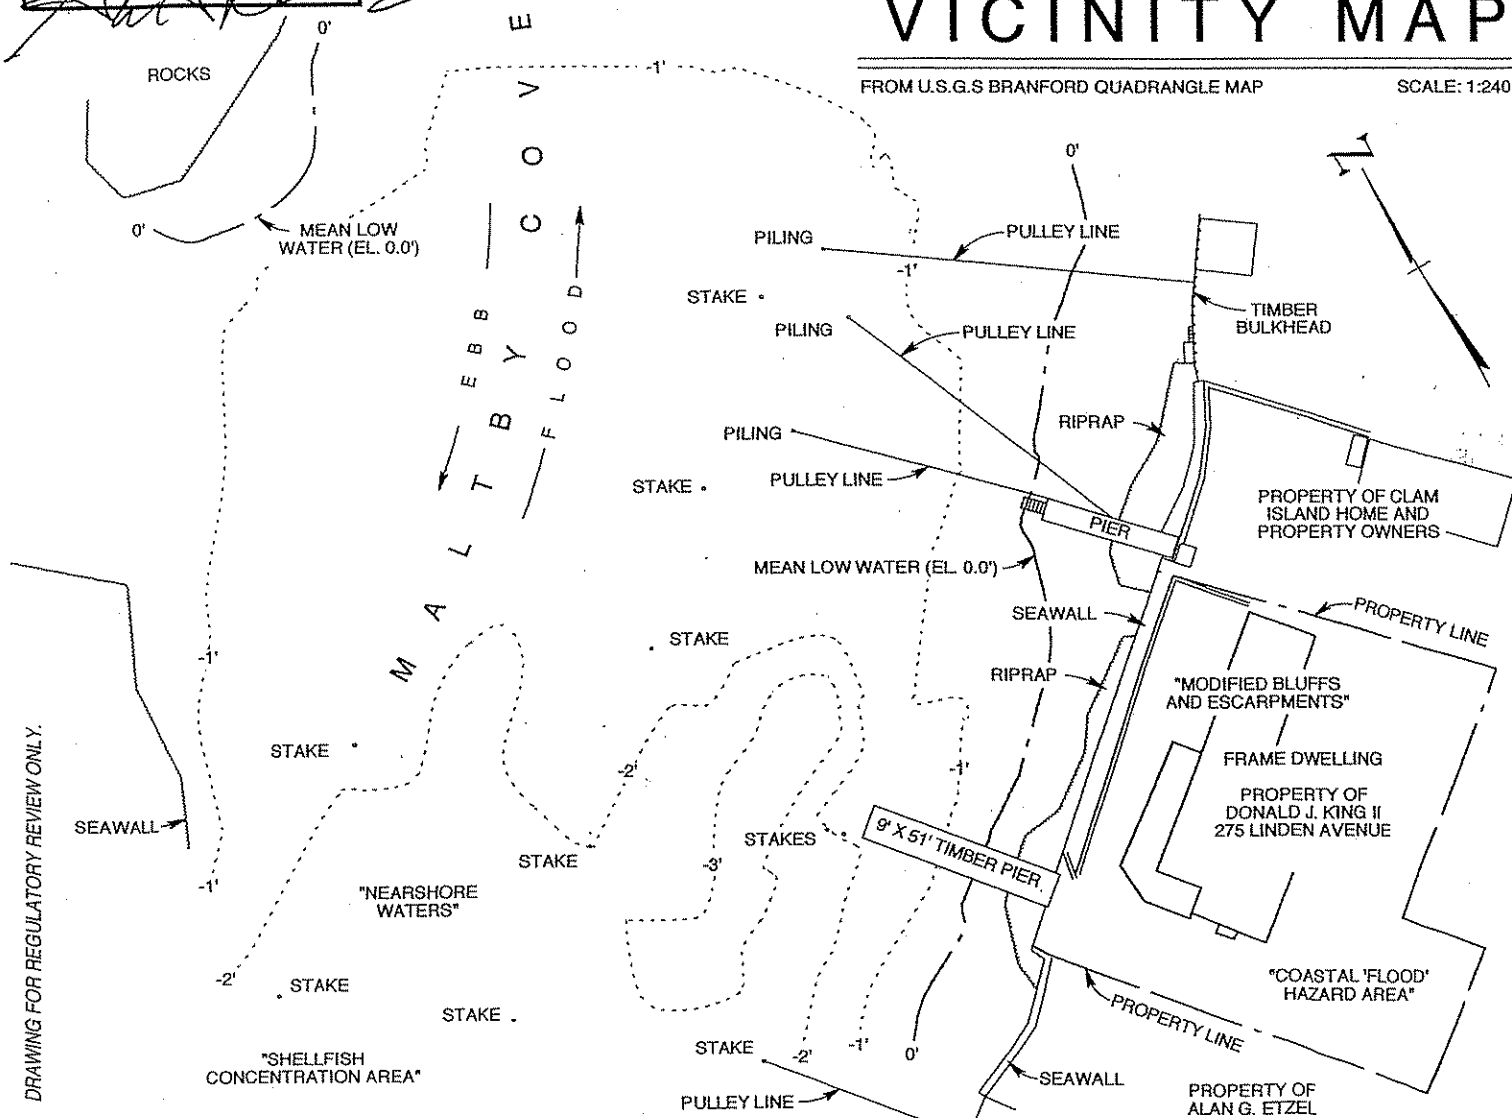 VICINITY MAP
FROM U.S.G.S BRANFORD QUADRANGLE MAP
SCALE: 1:240
0'
ROCKS
0'
MEAN LOW
WATER (EL. 0.0')
MALTBY COVE
EBB
FLOOD
-1'
0'
N
PILING
PULLEY LINE
-1'
STAKE
PILING
PULLEY LINE
TIMBER
BULKHEAD
RIPRAP
PILING
PULLEY LINE
STAKE
PIER
PROPERTY OF CLAM
ISLAND HOME AND
PROPERTY OWNERS
MEAN LOW WATER (EL. 0.0')
SEAWALL
PROPERTY LINE
STAKE
-1'
RIPRAP
"MODIFIED BLUFFS
AND ESCARPMENTS"
STAKE
-2'
-1'
FRAME DWELLING
PROPERTY OF
DONALD J. KING II
275 LINDEN AVENUE
SEAWALL
STAKES
9' X 51' TIMBER PIER
STAKE
-3'
-1'
"NEARSHORE
WATERS"
-2'
STAKE
STAKE
"COASTAL 'FLOOD'
HAZARD AREA"
PROPERTY LINE
STAKE
-2'
-1'
0'
"SHELLFISH
CONCENTRATION AREA"
SEAWALL
PULLEY LINE
PROPERTY OF
ALAN G. ETZEL
DRAWING FOR REGULATORY REVIEW ONLY.